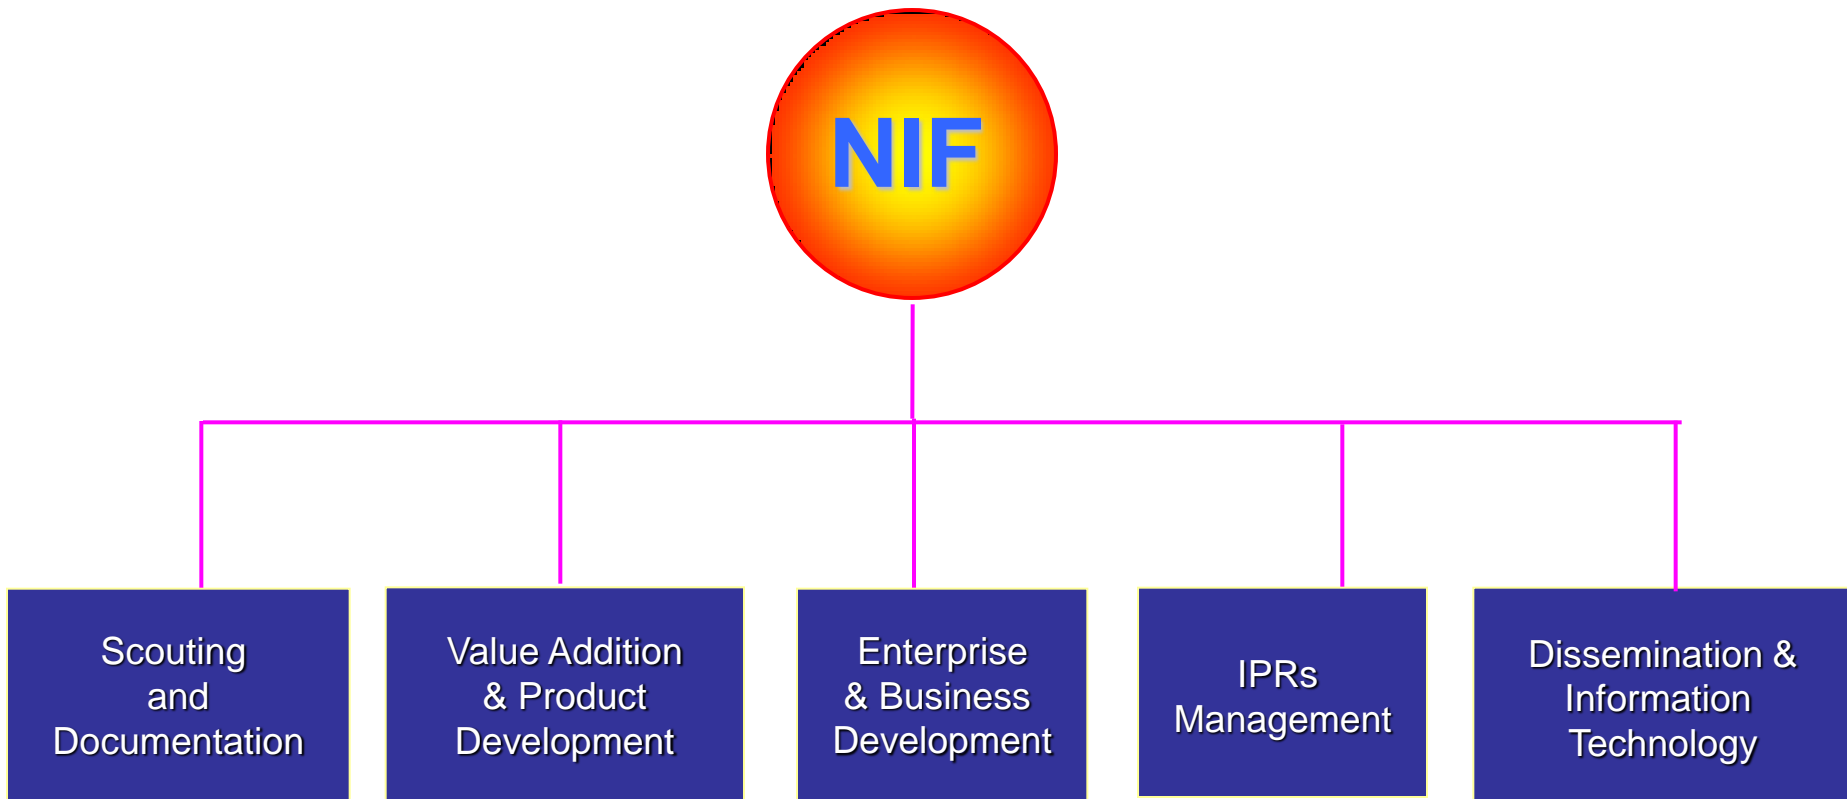 NIF
Scouting
and
Documentation
Value Addition
& Product
Development
Enterprise
& Business
Development
IPRs
Management
Dissemination &
Information
Technology